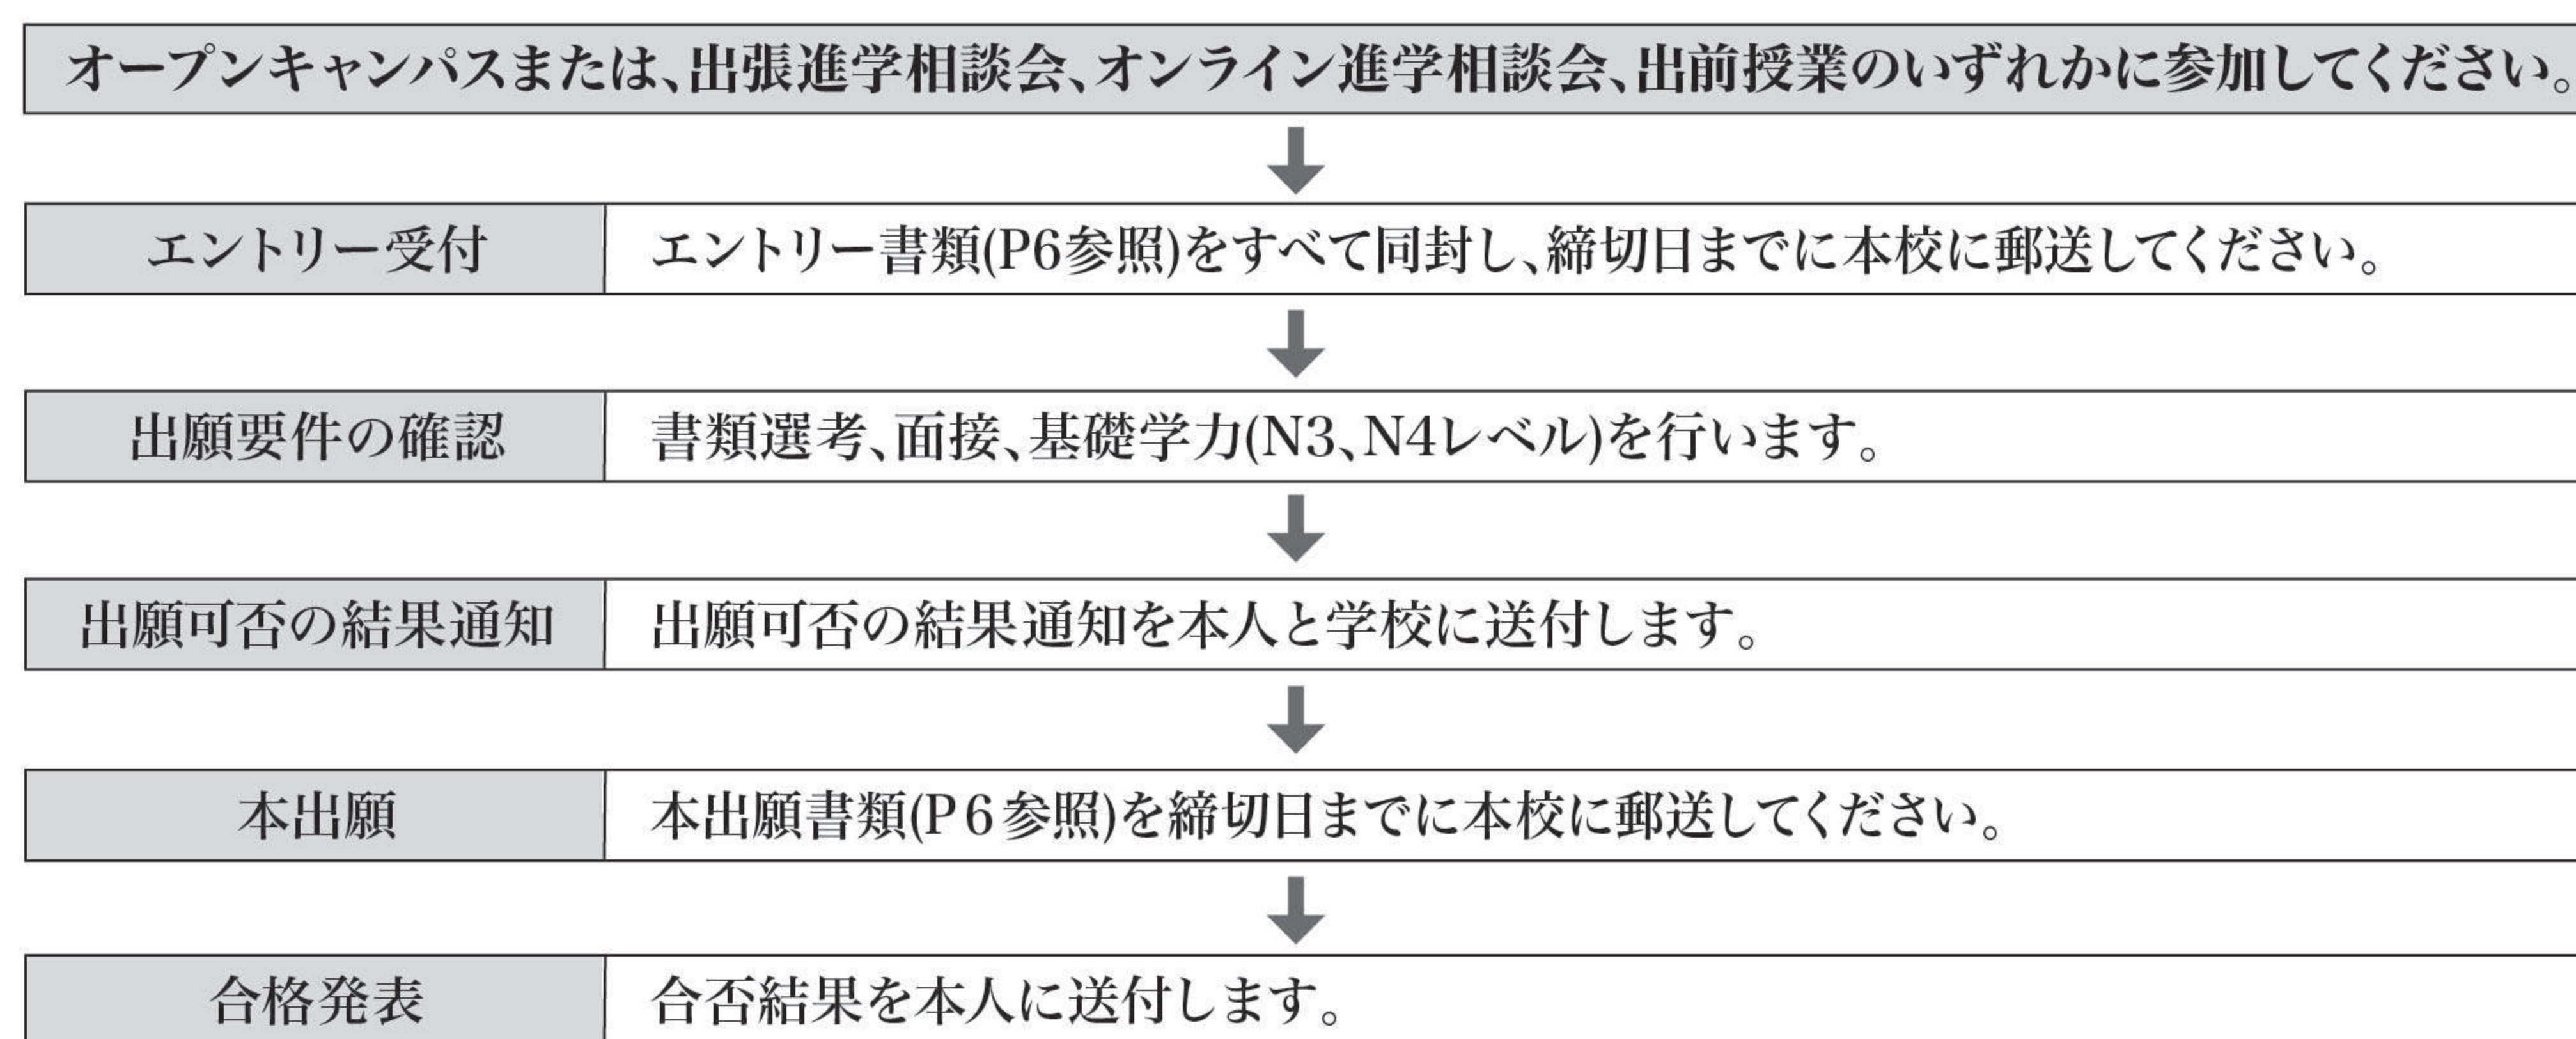 オープンキャンパスまたは、出張進学相談会、オンライン進学相談会、出前授業のいずれかに参加してください。
エントリー受付 エントリー書類(P6参照)をすべて同封し、締切日までに本校に郵送してください。
出願要件の確認 書類選考、面接、基礎学力(N3、N4レベル)を行います。
出願可否の結果通知 出願可否の結果通知を本人と学校に送付します。
本出願 本出願書類(P6参照)を締切日までに本校に郵送してください。
合格発表 合否結果を本人に送付します。